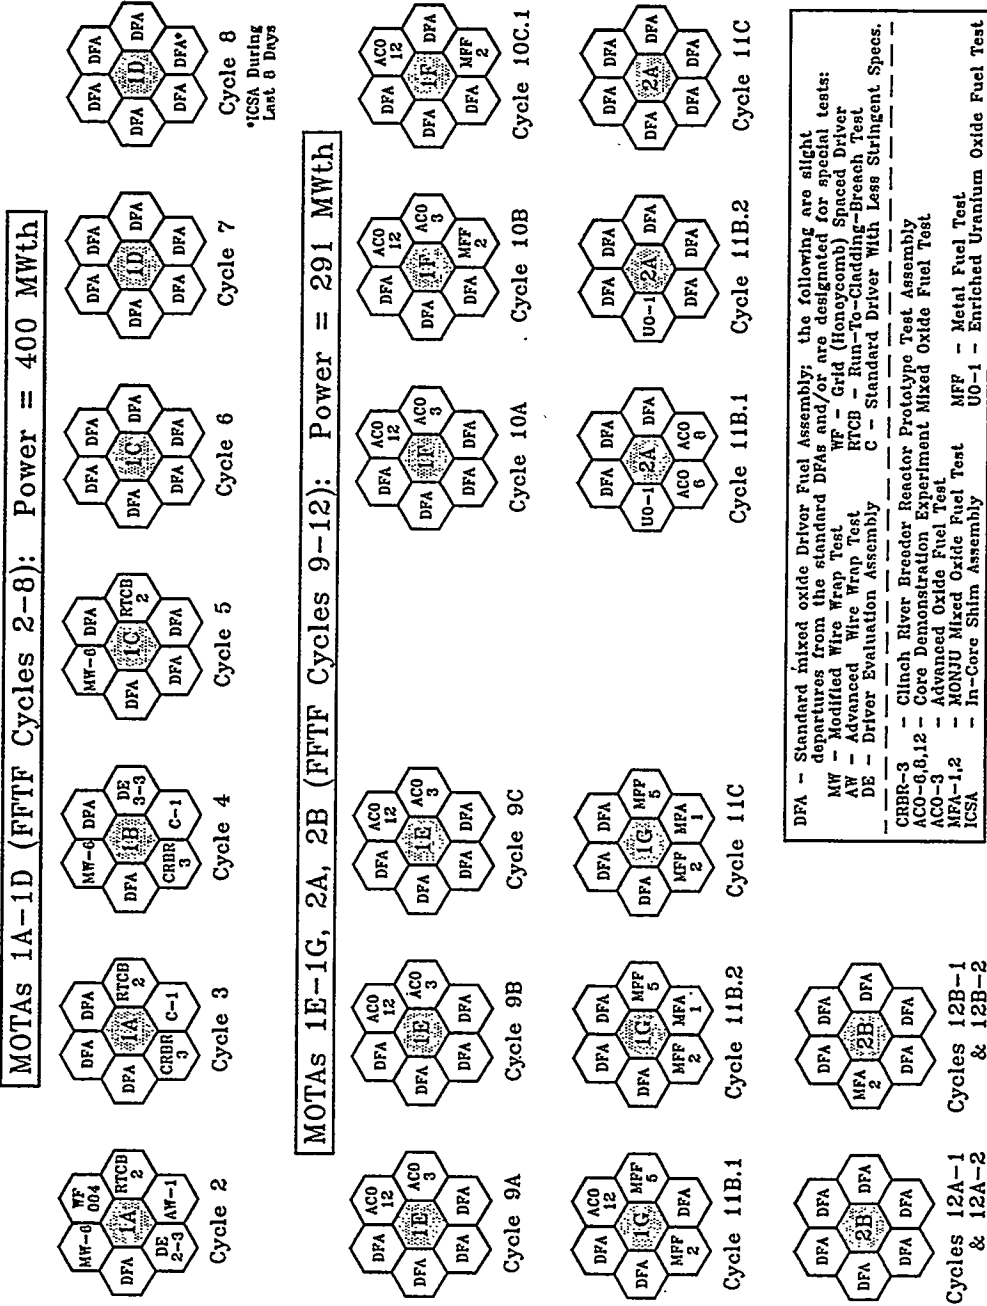 MOTAs 1A-1D (FFTF Cycles 2-8): Power = 400 MWth
MW-6 WF
004
DFA 1A RTCB
2
DE
2-3 AW-1
Cycle 2
DFA DFA
DFA 1A RTCB
2
CRBR
3 C-1
Cycle 3
MW-6 DFA
DFA 1B DE
3-3
CRBR
3 C-1
Cycle 4
MW-6 DFA
DFA 1C RTCB
2
DFA DFA
Cycle 5
DFA DFA
DFA 1C DFA
DFA DFA
Cycle 6
DFA DFA
DFA 1D DFA
DFA DFA
Cycle 7
DFA DFA
DFA 1D DFA
DFA DFA*
Cycle 8
*ICSA During
Last 8 Days
MOTAs 1E-1G, 2A, 2B (FFTF Cycles 9-12): Power = 291 MWth
DFA ACO
12
DFA 1E ACO
3
DFA DFA
Cycle 9A
DFA ACO
12
DFA 1E ACO
3
DFA DFA
Cycle 9B
DFA ACO
12
DFA 1E ACO
3
DFA DFA
Cycle 9C
DFA ACO
12
DFA 1F ACO
3
DFA DFA
Cycle 10A
DFA ACO
12
DFA 1F ACO
3
DFA MFF
2
Cycle 10B
DFA ACO
12
DFA 1F DFA
DFA MFF
2
Cycle 10C.1
DFA ACO
12
DFA 1G MFF
5
MFF
2 DFA
Cycle 11B.1
DFA DFA
DFA 1G MFF
5
MFF
2 MFA
1
Cycle 11B.2
DFA DFA
DFA 1G MFF
5
MFF
2 MFA
1
Cycle 11C
DFA DFA
UO-1 2A DFA
ACO
6 ACO
8
Cycle 11B.1
DFA DFA
UO-1 2A DFA
DFA DFA
Cycle 11B.2
DFA DFA
DFA 2A DFA
DFA DFA
Cycle 11C
DFA DFA
DFA 2B DFA
DFA DFA
Cycles 12A-1
& 12A-2
DFA DFA
MFA
2 2B DFA
DFA DFA
Cycles 12B-1
& 12B-2
DFA - Standard mixed oxide Driver Fuel Assembly; the following are slight
departures from the standard DFAs and/or are designated for special tests:
MW - Modified Wire Wrap Test WF - Grid (Honeycomb) Spaced Driver
AW - Advanced Wire Wrap Test RTCB - Run-To-Cladding-Breach Test
DE - Driver Evaluation Assembly C - Standard Driver With Less Stringent Specs.
CRBR-3 - Clinch River Breeder Reactor Prototype Test Assembly
ACO-6,8,12 - Core Demonstration Experiment Mixed Oxide Fuel Test
ACO-3 - Advanced Oxide Fuel Test
MFA-1,2 - MONJU Mixed Oxide Fuel Test MFF - Metal Fuel Test
ICSA - In-Core Shim Assembly UO-1 - Enriched Uranium Oxide Fuel Test